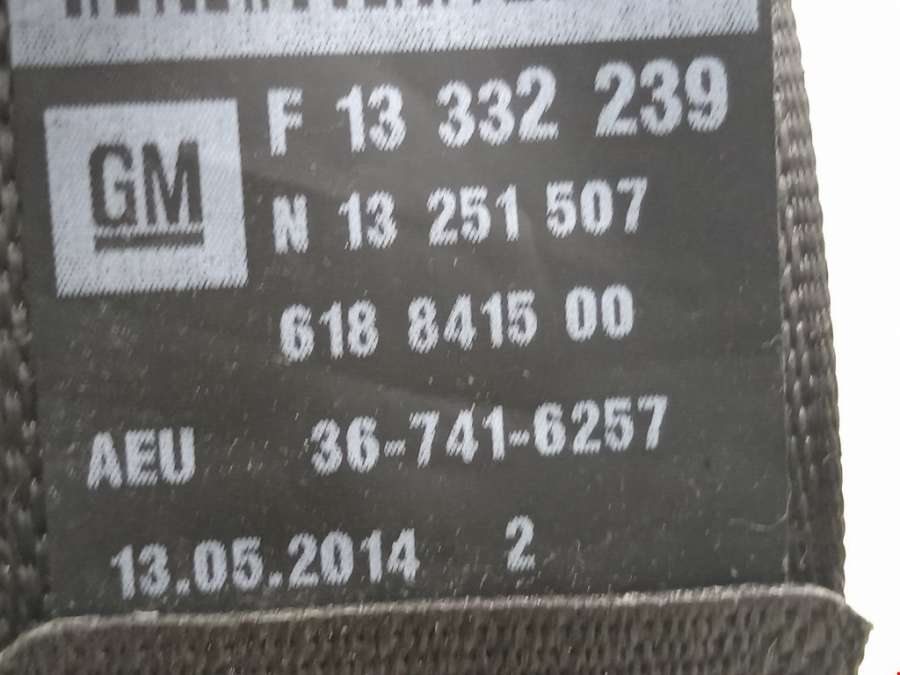 GM
F 13 332 239
N 13 251 507
618 8415 00
AEU 36-741-6257
13.05.2014 2